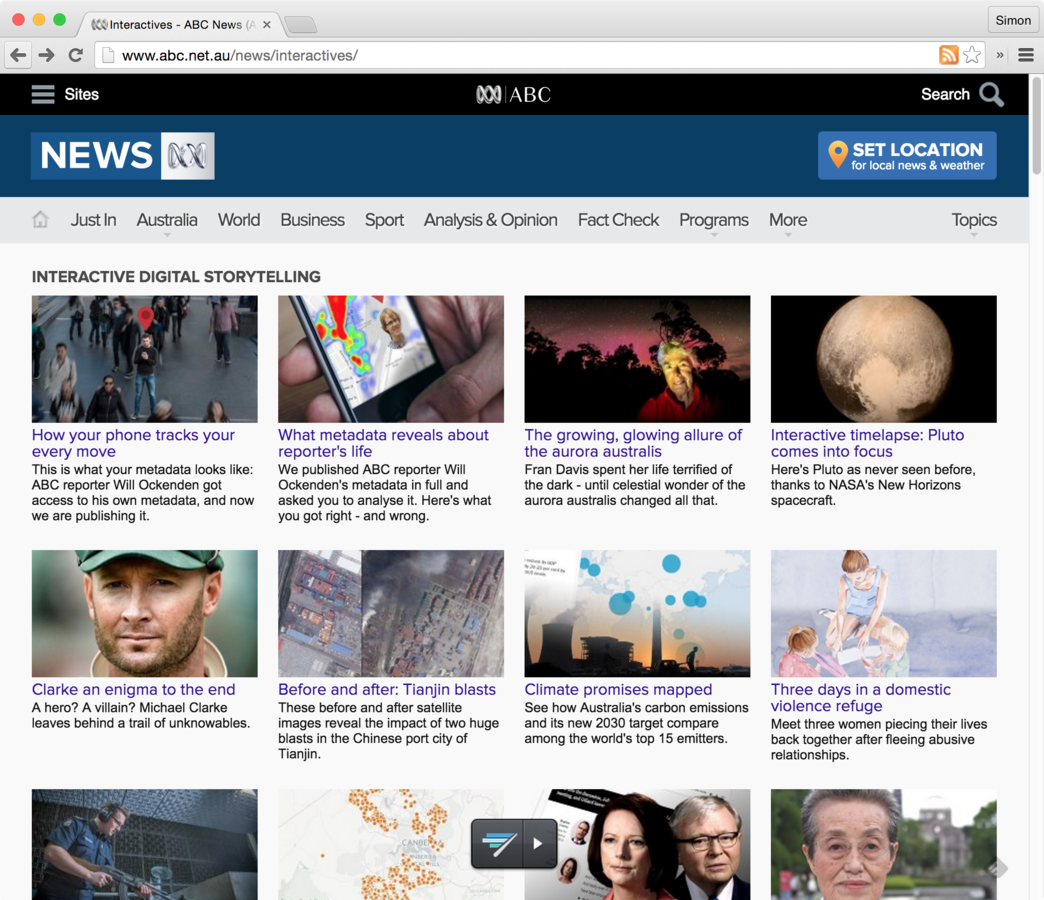 Interactives - ABC News (A
Simon
www.abc.net.au/news/interactives/
»
Sites
ABC
Search
NEWS
SET LOCATION
for local news & weather
Just In Australia World Business Sport Analysis & Opinion Fact Check Programs More Topics
INTERACTIVE DIGITAL STORYTELLING
How your phone tracks your
every move
This is what your metadata looks like:
ABC reporter Will Ockenden got
access to his own metadata, and now
we are publishing it.
What metadata reveals about
reporter's life
We published ABC reporter Will
Ockenden's metadata in full and
asked you to analyse it. Here's what
you got right - and wrong.
The growing, glowing allure of
the aurora australis
Fran Davis spent her life terrified of
the dark - until celestial wonder of the
aurora australis changed all that.
Interactive timelapse: Pluto
comes into focus
Here's Pluto as never seen before,
thanks to NASA's New Horizons
spacecraft.
Clarke an enigma to the end
A hero? A villain? Michael Clarke
leaves behind a trail of unknowables.
Before and after: Tianjin blasts
These before and after satellite
images reveal the impact of two huge
blasts in the Chinese port city of
Tianjin.
Climate promises mapped
See how Australia's carbon emissions
and its new 2030 target compare
among the world's top 15 emitters.
Three days in a domestic
violence refuge
Meet three women piecing their lives
back together after fleeing abusive
relationships.